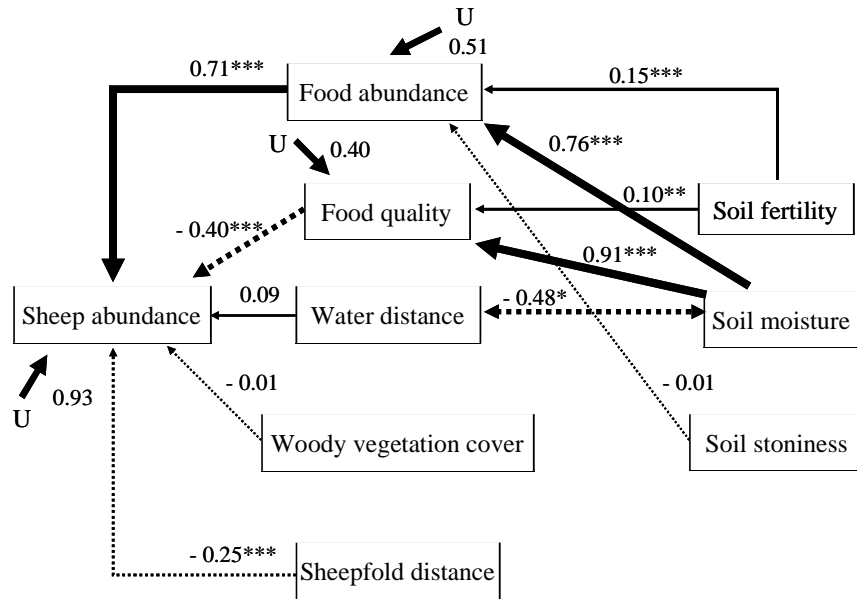 U
0.51
0.71***
0.15***
Food abundance
U
0.40
0.76***
Food quality
0.10**
Soil fertility
- 0.40***
0.91***
Sheep abundance
0.09
Water distance
- 0.48*
Soil moisture
U
0.93
- 0.01
- 0.01
Woody vegetation cover
Soil stoniness
- 0.25***
Sheepfold distance